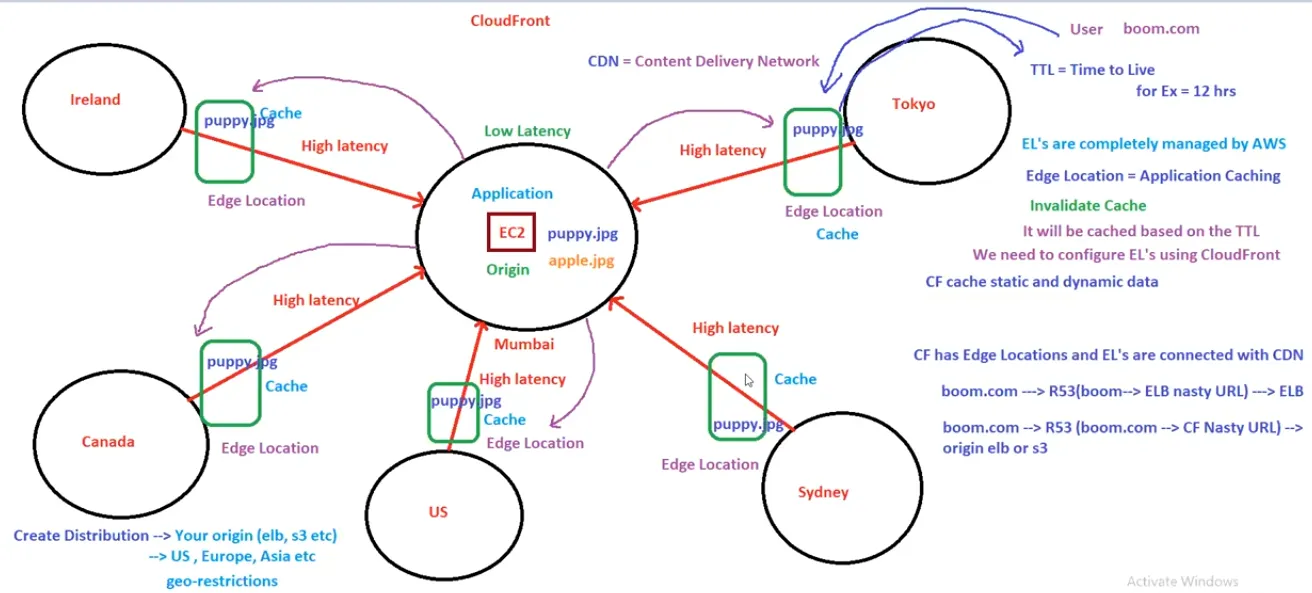 CloudFront
User boom.com
CDN = Content Delivery Network
TTL = Time to Live
for Ex = 12 hrs
Ireland
puppy.jpg
Cache
High latency
Edge Location
Low Latency
Application
EC2
puppy.jpg
apple.jpg
Origin
Mumbai
High latency
puppy.jpg
Edge Location
Cache
Tokyo
EL's are completely managed by AWS
Edge Location = Application Caching
Invalidate Cache
It will be cached based on the TTL
We need to configure EL's using CloudFront
CF cache static and dynamic data
High latency
puppy.jpg
Cache
Edge Location
Canada
High latency
puppy.jpg
Cache
Edge Location
US
High latency
Cache
puppy.jpg
Edge Location
Sydney
CF has Edge Locations and EL's are connected with CDN
boom.com ---> R53(boom--> ELB nasty URL) ---> ELB
boom.com --> R53 (boom.com --> CF Nasty URL) -->
origin elb or s3
Create Distribution --> Your origin (elb, s3 etc)
--> US , Europe, Asia etc
geo-restrictions
Activate Windows